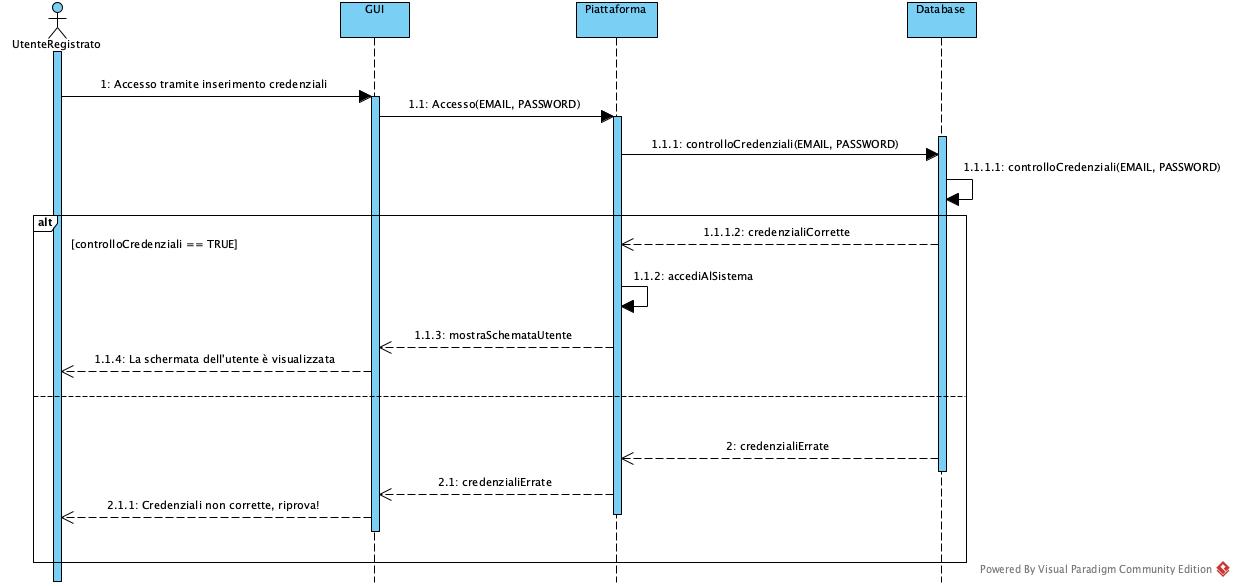 GUI
Piattaforma
Database
UtenteRegistrato
1: Accesso tramite inserimento credenziali
1.1: Accesso(EMAIL, PASSWORD)
1.1.1: controlloCredenziali(EMAIL, PASSWORD)
1.1.1.1: controlloCredenziali(EMAIL, PASSWORD)
alt
[controlloCredenziali == TRUE]
1.1.1.2: credenzialiCorrette
1.1.2: accediAlSistema
1.1.3: mostraSchemataUtente
1.1.4: La schermata dell'utente è visualizzata
2: credenzialiErrate
2.1: credenzialiErrate
2.1.1: Credenziali non corrette, riprova!
Powered By Visual Paradigm Community Edition